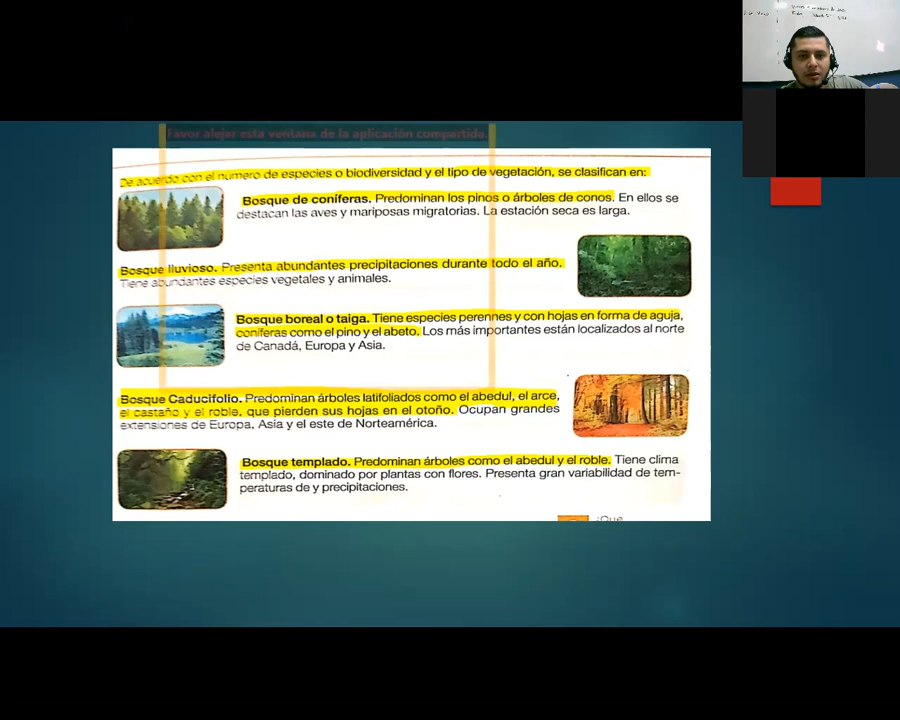 Favor alejar esta ventana de la aplicación compartida.
De acuerdo con el número de especies o biodiversidad y el tipo de vegetación, se clasifican en:
Bosque de coníferas. Predominan los pinos o árboles de conos. En ellos se
destacan las aves y mariposas migratorias. La estación seca es larga.
Bosque lluvioso. Presenta abundantes precipitaciones durante todo el año.
Tiene abundantes especies vegetales y animales.
Bosque boreal o taiga. Tiene especies perennes y con hojas en forma de aguja,
coníferas como el pino y el abeto. Los más importantes están localizados al norte
de Canadá, Europa y Asia.
Bosque Caducifolio. Predominan árboles latifoliados como el abedul, el arce,
el castaño y el roble, que pierden sus hojas en el otoño. Ocupan grandes
extensiones de Europa, Asia y el este de Norteamérica.
Bosque templado. Predominan árboles como el abedul y el roble. Tiene clima
templado, dominado por plantas con flores. Presenta gran variabilidad de tem-
peraturas de y precipitaciones.